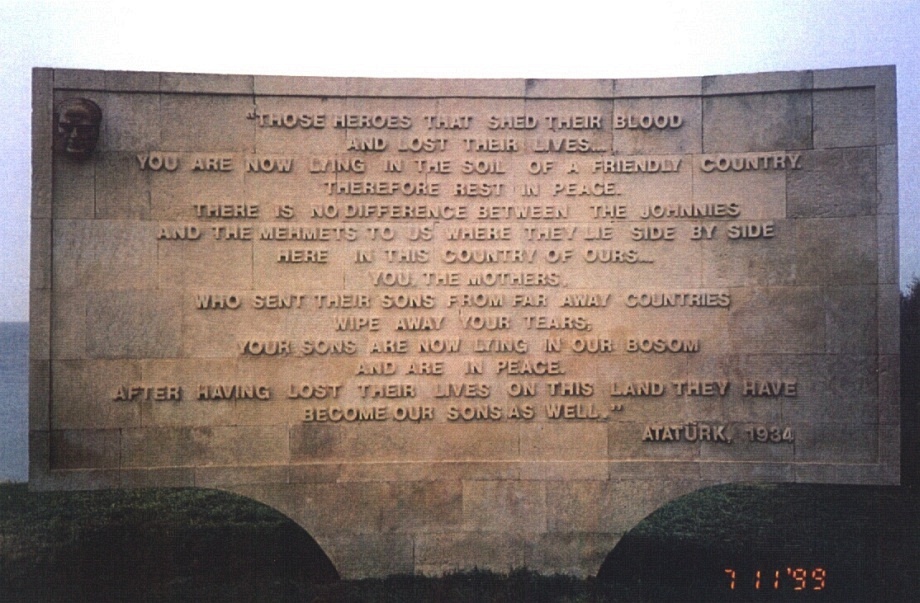 "THOSE HEROES THAT SHED THEIR BLOOD
AND LOST THEIR LIVES...
YOU ARE NOW LYING IN THE SOIL OF A FRIENDLY COUNTRY.
THEREFORE REST IN PEACE.
THERE IS NO DIFFERENCE BETWEEN THE JOHNNIES
AND THE MEHMETS TO US WHERE THEY LIE SIDE BY SIDE
HERE IN THIS COUNTRY OF OURS...
YOU, THE MOTHERS,
WHO SENT THEIR SONS FROM FAR AWAY COUNTRIES
WIPE AWAY YOUR TEARS;
YOUR SONS ARE NOW LYING IN OUR BOSOM
AND ARE IN PEACE.
AFTER HAVING LOST THEIR LIVES ON THIS LAND THEY HAVE
BECOME OUR SONS AS WELL."
ATATÜRK, 1934
7 11 '99